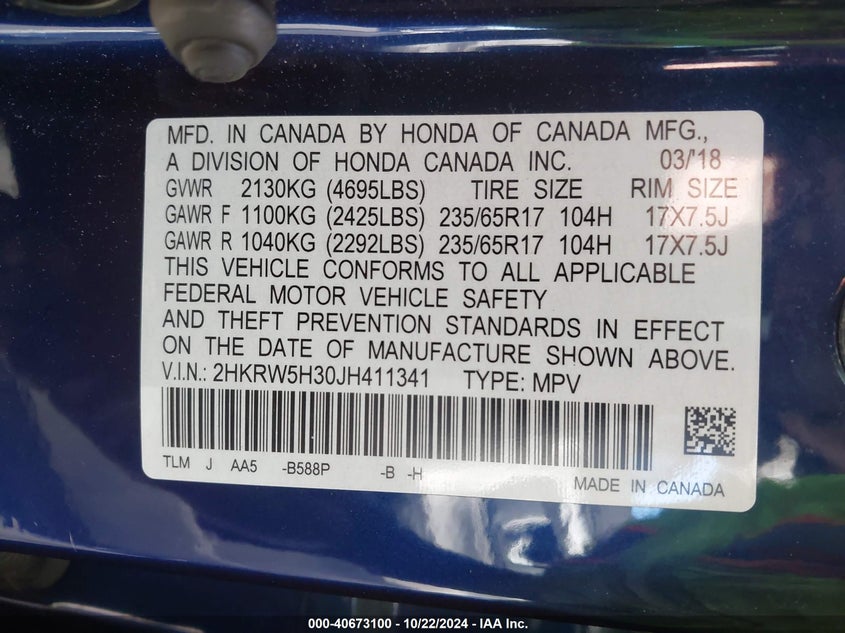 MFD. IN CANADA BY HONDA OF CANADA MFG.,
A DIVISION OF HONDA CANADA INC. 03/'18
GVWR 2130KG (4695LBS) TIRE SIZE RIM SIZE
GAWR F 1100KG (2425LBS) 235/65R17 104H 17X7.5J
GAWR R 1040KG (2292LBS) 235/65R17 104H 17X7.5J
THIS VEHICLE CONFORMS TO ALL APPLICABLE
FEDERAL MOTOR VEHICLE SAFETY
AND THEFT PREVENTION STANDARDS IN EFFECT
ON THE DATE OF MANUFACTURE SHOWN ABOVE.
V.I.N.: 2HKRW5H30JH411341 TYPE: MPV
TLM J AA5 -B588P -B -H
MADE IN CANADA
000-40673100 - 10/22/2024 - IAA Inc.